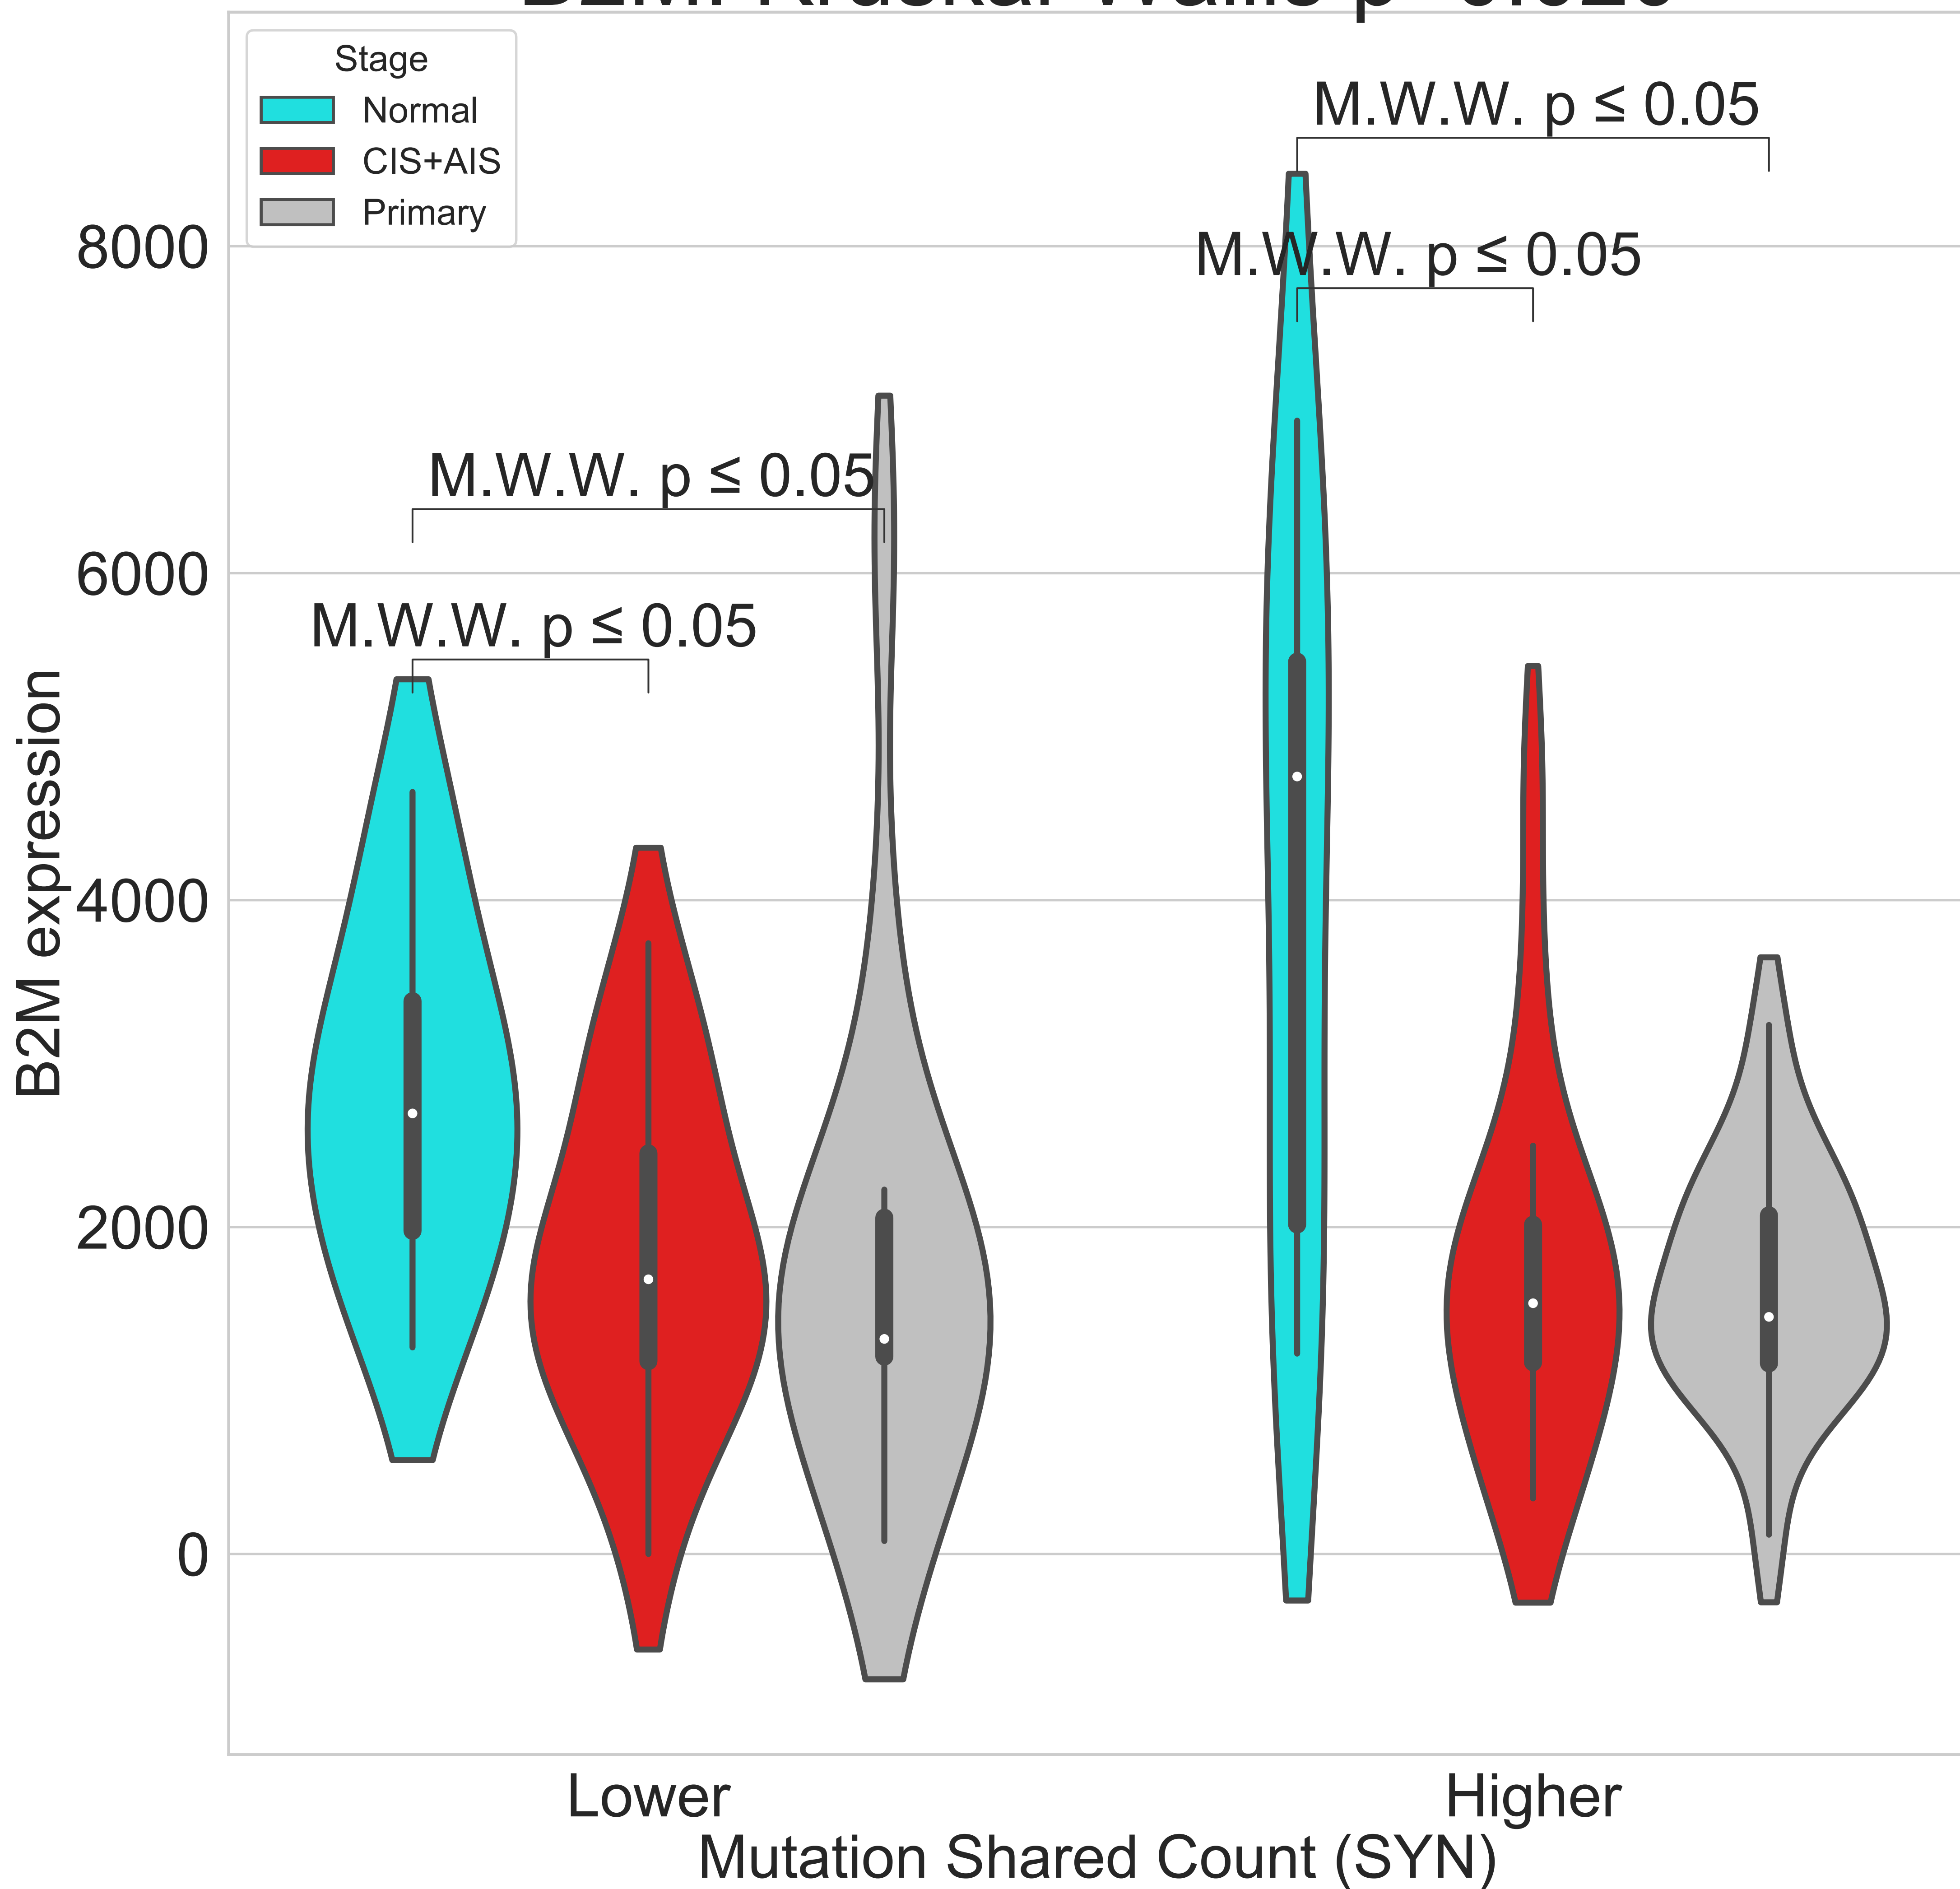 Stage
Normal
CIS+AIS
Primary
M.W.W. p ≤ 0.05
M.W.W. p ≤ 0.05
M.W.W. p ≤ 0.05
M.W.W. p ≤ 0.05
8000
6000
4000
2000
0
B2M expression
Lower
Higher
Mutation Shared Count (SYN)